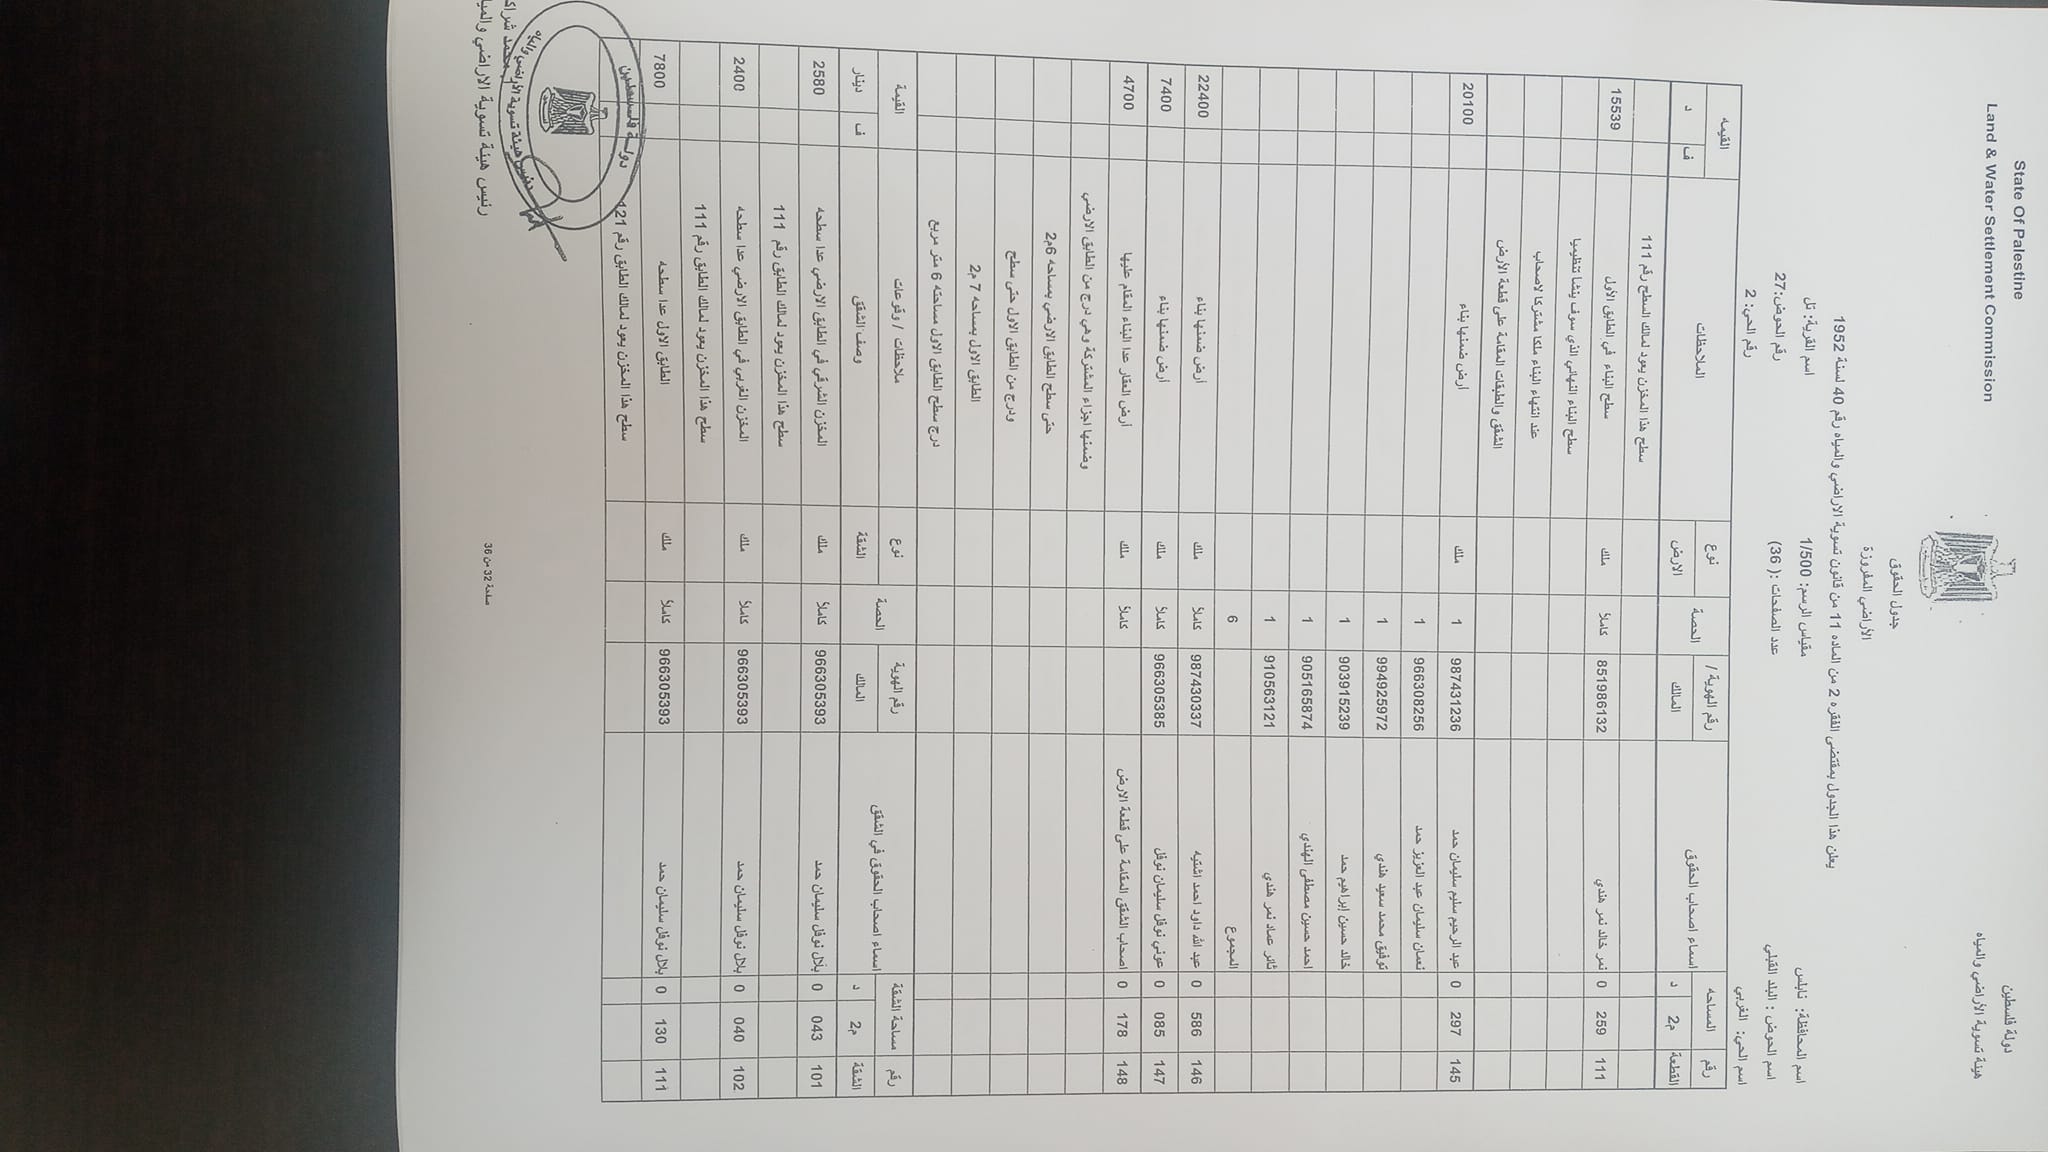 State Of Palestine
Land & Water Settlement Commission
دولة فلسطين
هيئة تسوية الأراضي والمياه
جدول الحقوق
الأراضي المفروزة
يعلن هذا الجدول بمقتضى الفقره 2 من الماده 11 من قانون تسوية الاراضي والمياه رقم 40 لسنة 1952
اسم المحافظة: نابلس مقياس الرسم: 1/500 اسم القرية: تل
اسم الحوض : البلد القبلي عدد الصفحات :( 36) رقم الحوض:27
اسم الحي: الغربي رقم الحي: 2
رقم القطعة المساحه م2 د اسماء اصحاب الحقوق رقم الهوية / المالك الحصة نوع الارض الملاحظات القيمه ف د
سطح هذا المخزن يعود لمالك السطح رقم 111
111 259 0 نمر خالد نمر هندي 851986132 كاملاً ملك سطح البناء في الطابق الأول 15539
سطح البناء النهائي الذي سوف ينشأ تنظيميا
عند انتهاء البناء ملكا مشتركا لاصحاب
الشقق والطبقات المقامة على قطعة الأرض
145 297 0 عبد الرحيم سليم سليمان حمد 987431236 1 ملك أرض ضمنها بناء 20100
نعمان سليمان عبد العزيز حمد 966308256 1
توفيق محمد سعيد هندي 994925972 1
خالد حسين إبراهيم حمد 903915239 1
احمد حسين مصطفى الهندي 905165874 1
ثائر عماد نمر هندي 910563121 1
المجموع 6
146 586 0 عبد الله داود احمد اشتيه 987430337 كاملاً ملك أرض ضمنها بناء 22400
147 085 0 عوني نوفل سليمان نوفل 966305385 كاملاً ملك أرض ضمنها بناء 7400
148 178 0 اصحاب الشقق المقامة على قطعة الارض كاملاً ملك أرض العقار عدا البناء المقام عليها 4700
وضمنها اجزاء المشتركة وهي درج من الطابق الارضي
حتى سطح الطابق الارضي بمساحه 6م2
ودرج من الطابق الاول حتى سطح
الطابق الاول بمساحه 7 م2
درج سطح الطابق الاول مساحته 6 متر مربع
رقم الشقة مساحة الشقة م2 د اسماء اصحاب الحقوق في الشقق رقم الهوية المالك الحصة نوع الشقة ملاحظات / وقوعات وصف الشقق القيمة ف دينار
101 043 0 بلال نوفل سليمان حمد 966305393 كاملاً ملك المخزن الشرقي في الطابق الارضي عدا سطحه 2580
سطح هذا المخزن يعود لمالك الطابق رقم 111
102 040 0 بلال نوفل سليمان حمد 966305393 كاملاً ملك المخزن الغربي في الطابق الارضي عدا سطحه 2400
سطح هذا المخزن يعود لمالك الطابق رقم 111
111 130 0 بلال نوفل سليمان حمد 966305393 كاملاً ملك الطابق الاول عدا سطحه 7800
سطح هذا المخزن يعود لمالك الطابق رقم 121
دولة فلسطين
رئيس هيئة تسوية الأراضي والمياه
محمد شراك
رئيس هيئة تسوية الاراضي والميا
صفحة 32 من 36